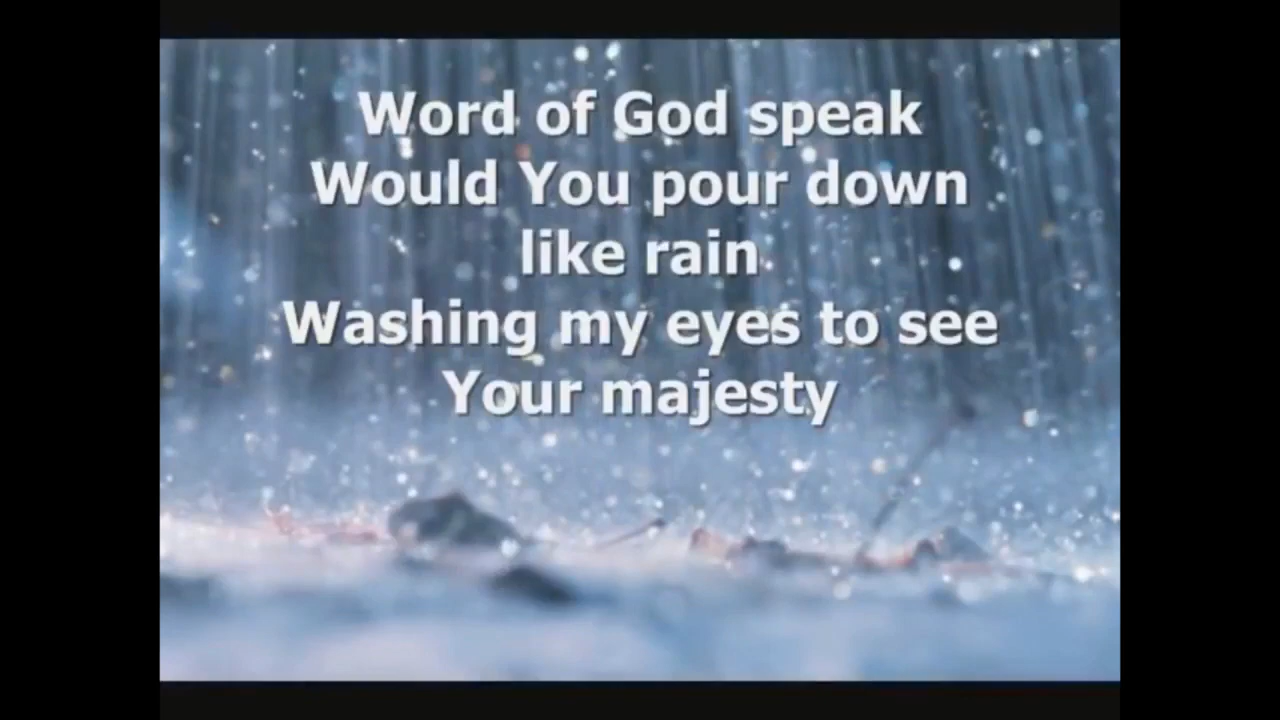 Word of God speak
Would You pour down
like rain
Washing my eyes to see
Your majesty